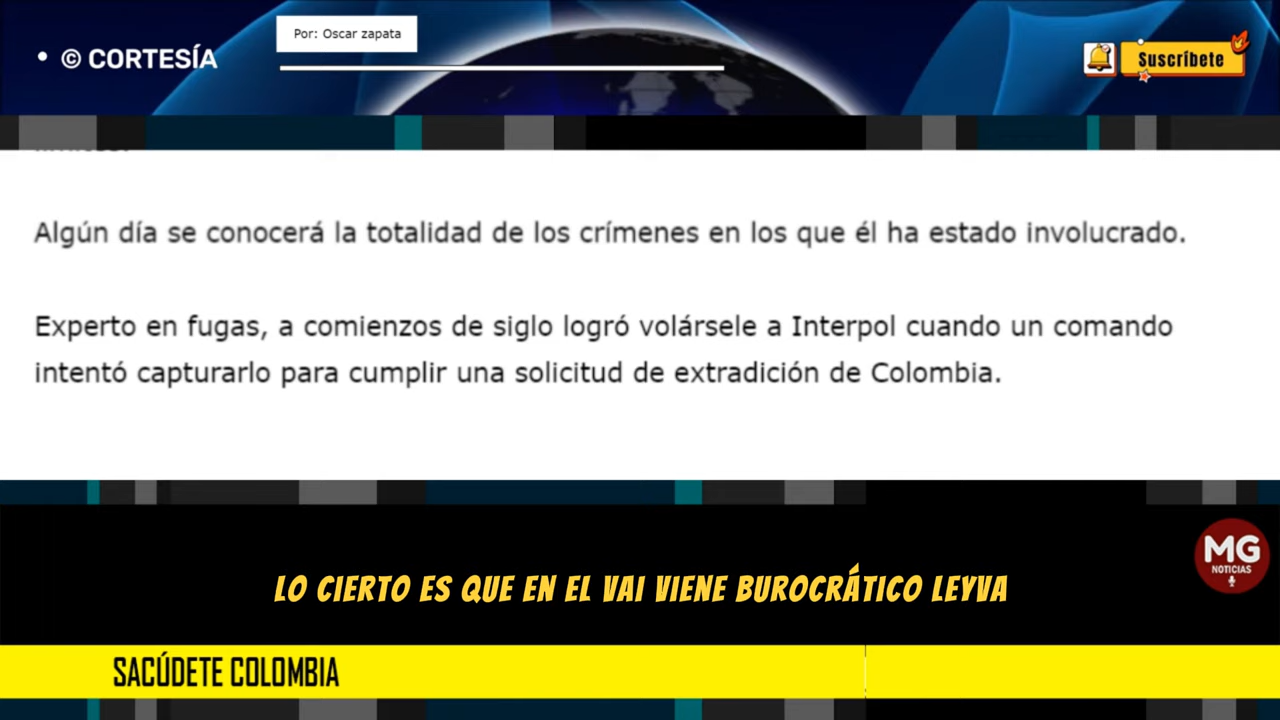 Por: Oscar zapata
• © CORTESÍA
Suscríbete
Algún día se conocerá la totalidad de los crímenes en los que él ha estado involucrado.
Experto en fugas, a comienzos de siglo logró volársele a Interpol cuando un comando
intentó capturarlo para cumplir una solicitud de extradición de Colombia.
MG
NOTICIAS
LO CIERTO ES QUE EN EL VAI VIENE BUROCRÁTICO LEYVA
SACÚDETE COLOMBIA